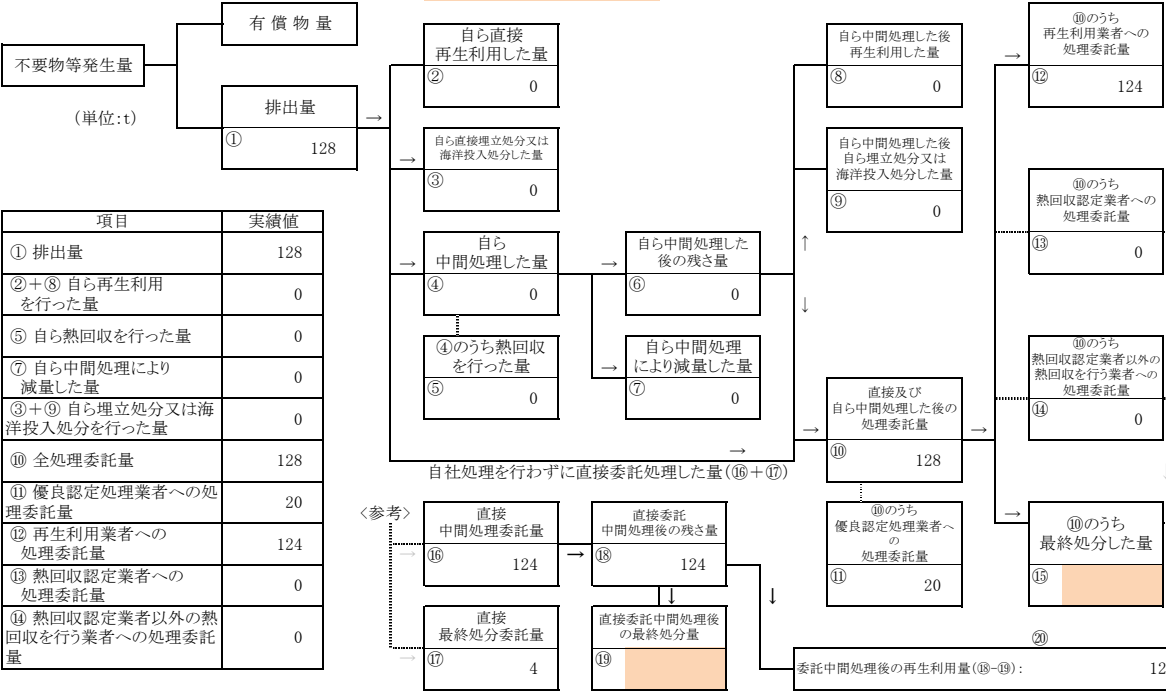 不要物等発生量
(単位:t)
有 償 物 量
排出量
①
128
→
自ら直接
再生利用した量
②
0
→
自ら直接埋立処分又は
海洋投入処分した量
③
0
→
自ら
中間処理した量
④
0
④のうち熱回収
を行った量
⑤
0
→
自ら中間処理した
後の残さ量
⑥
0
→
自ら中間処理
により減量した量
⑦
0
自ら中間処理した後
再生利用した量
⑧
0
自ら中間処理した後
自ら埋立処分又は
海洋投入処分した量
⑨
0
↑
↓
→
直接及び
自ら中間処理した後の
処理委託量
⑩
128
→
⑩のうち
優良認定処理業者へ
の
処理委託量
⑪
20
→
⑩のうち
再生利用業者への
処理委託量
⑫
124
⑩のうち
熱回収認定業者への
処理委託量
⑬
0
⑩のうち
熱回収認定業者以外の
熱回収を行う業者への
処理委託量
⑭
0
→
⑩のうち
最終処分した量
⑮
→
自社処理を行わずに直接委託処理した量(⑯+⑰)
項目 実績値
① 排出量 128
②+⑧ 自ら再生利用
を行った量 0
⑤ 自ら熱回収を行った量 0
⑦ 自ら中間処理により
減量した量 0
③+⑨ 自ら埋立処分又は海
洋投入処分を行った量 0
⑩ 全処理委託量 128
⑪ 優良認定処理業者への処
理委託量 20
⑫ 再生利用業者への
処理委託量 124
⑬ 熱回収認定業者への
処理委託量 0
⑭ 熱回収認定業者以外の熱
回収を行う業者への処理委託
量 0
<参考>
→
直接
中間処理委託量
⑯
124
→
直接委託
中間処理後の残さ量
⑱
124
→
直接
最終処分委託量
⑰
4
↓
直接委託中間処理後
の最終処分量
⑲
↓
⑳
委託中間処理後の再生利用量(⑱-⑲): 12